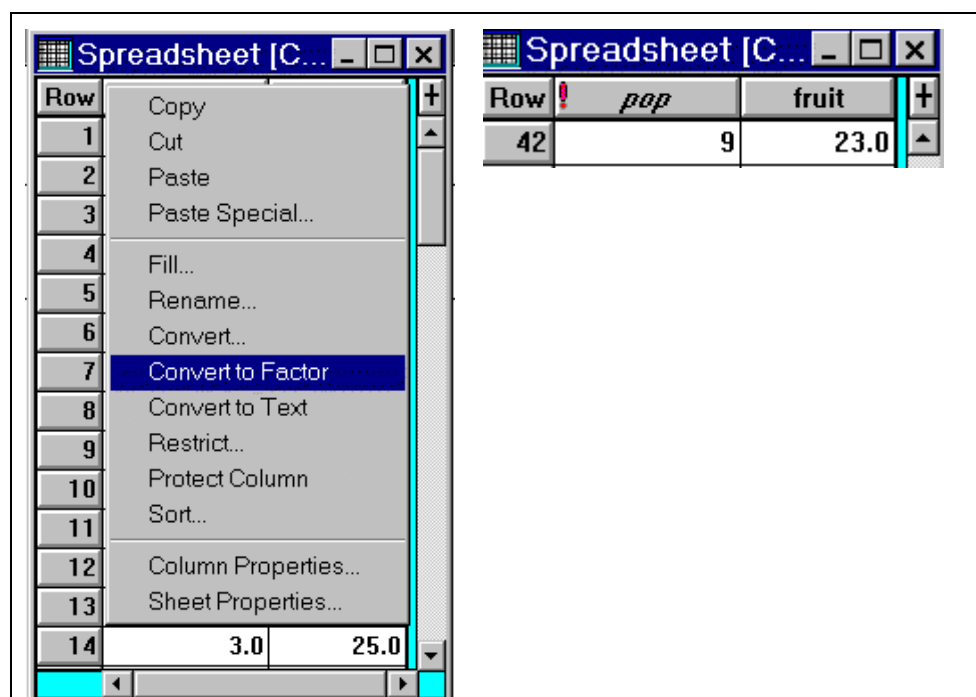 Spreadsheet [C...
Row
+
1
2
3
4
5
6
7
8
9
10
11
12
13
14 3.0 25.0
Copy
Cut
Paste
Paste Special...
Fill...
Rename...
Convert...
Convert to Factor
Convert to Text
Restrict...
Protect Column
Sort...
Column Properties...
Sheet Properties...
Spreadsheet [C...
Row ! pop fruit +
42 9 23.0